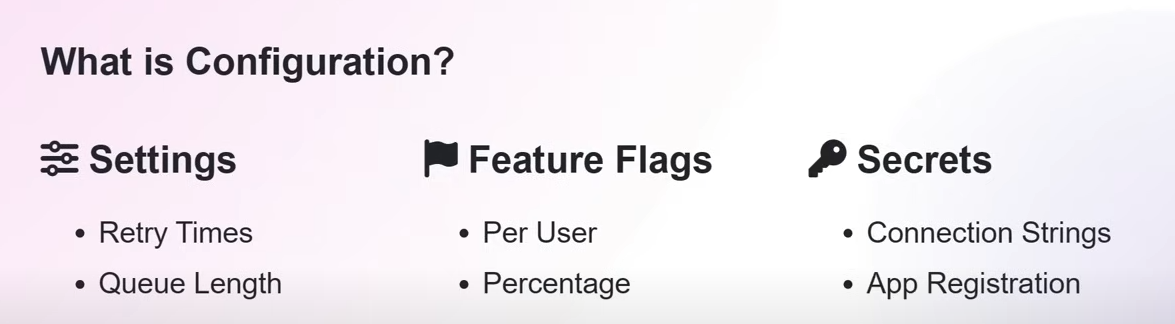 What is Configuration?
Settings
Retry Times
Queue Length
Feature Flags
Per User
Percentage
Secrets
Connection Strings
App Registration